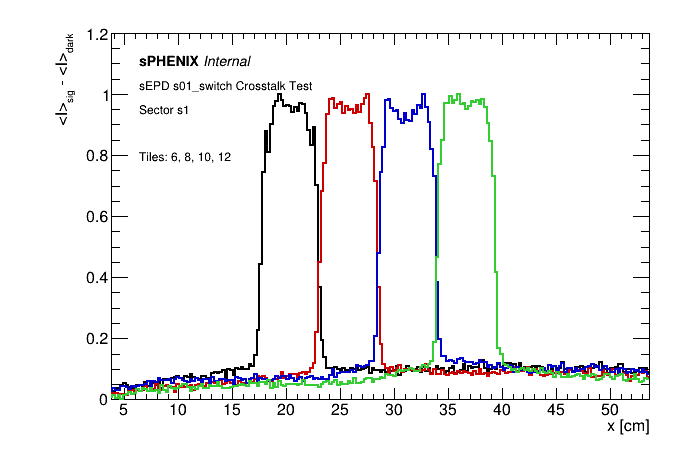 1.2
1
0.8
0.6
0.4
0.2
0
<I>sig - <I>dark
sPHENIX Internal
sEPD s01_switch Crosstalk Test
Sector s1
Tiles: 6, 8, 10, 12
5 10 15 20 25 30 35 40 45 50
x [cm]